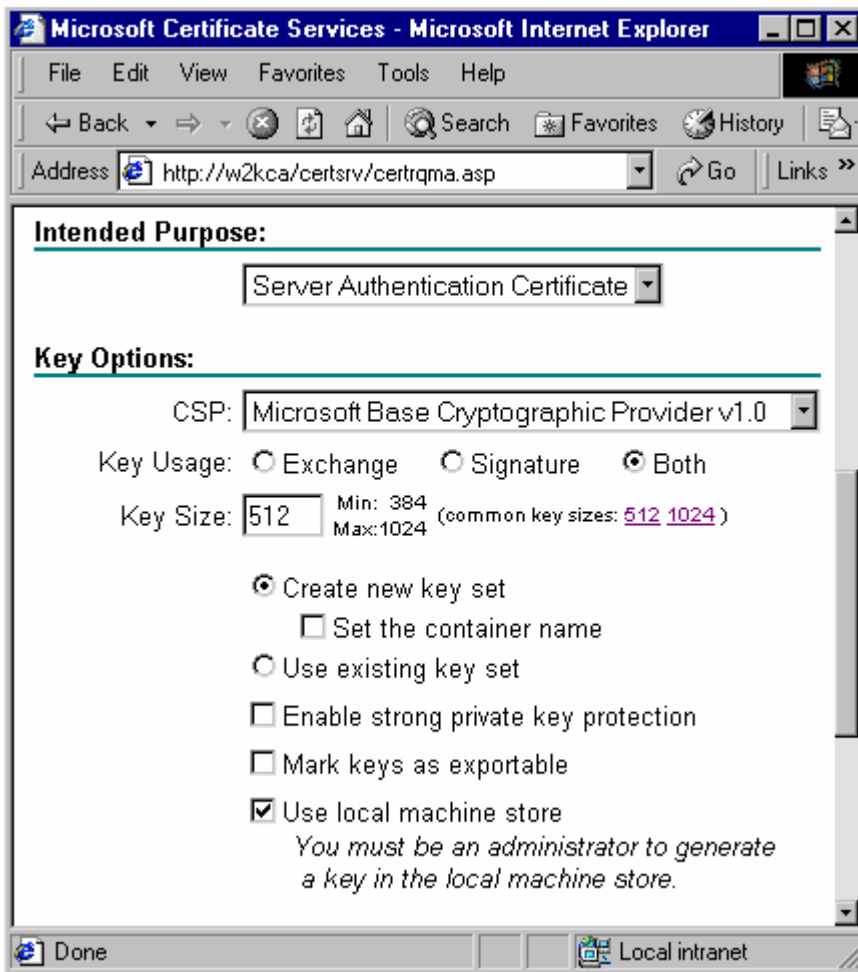 Microsoft Certificate Services - Microsoft Internet Explorer
File Edit View Favorites Tools Help
Back Search Favorites History
Address http://w2kca/certsrv/certrqma.asp Go Links »
Intended Purpose:
Server Authentication Certificate
Key Options:
CSP: Microsoft Base Cryptographic Provider v1.0
Key Usage: Exchange Signature Both
Key Size: 512 Min: 384 (common key sizes: 512 1024 )
Max:1024
Create new key set
Set the container name
Use existing key set
Enable strong private key protection
Mark keys as exportable
Use local machine store
You must be an administrator to generate
a key in the local machine store.
Done Local intranet